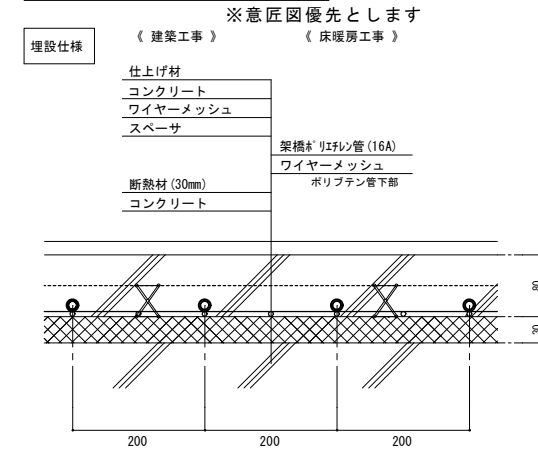 ※意匠図優先とします
埋設仕様
《 建築工事 》
《 床暖房工事 》
仕上げ材
コンクリート
ワイヤーメッシュ
スペーサ
架橋ﾎﾟﾘｴﾁﾚﾝ管(16A)
ワイヤーメッシュ
ポリブテン管下部
断熱材(30mm)
コンクリート
80
30
200 200 200